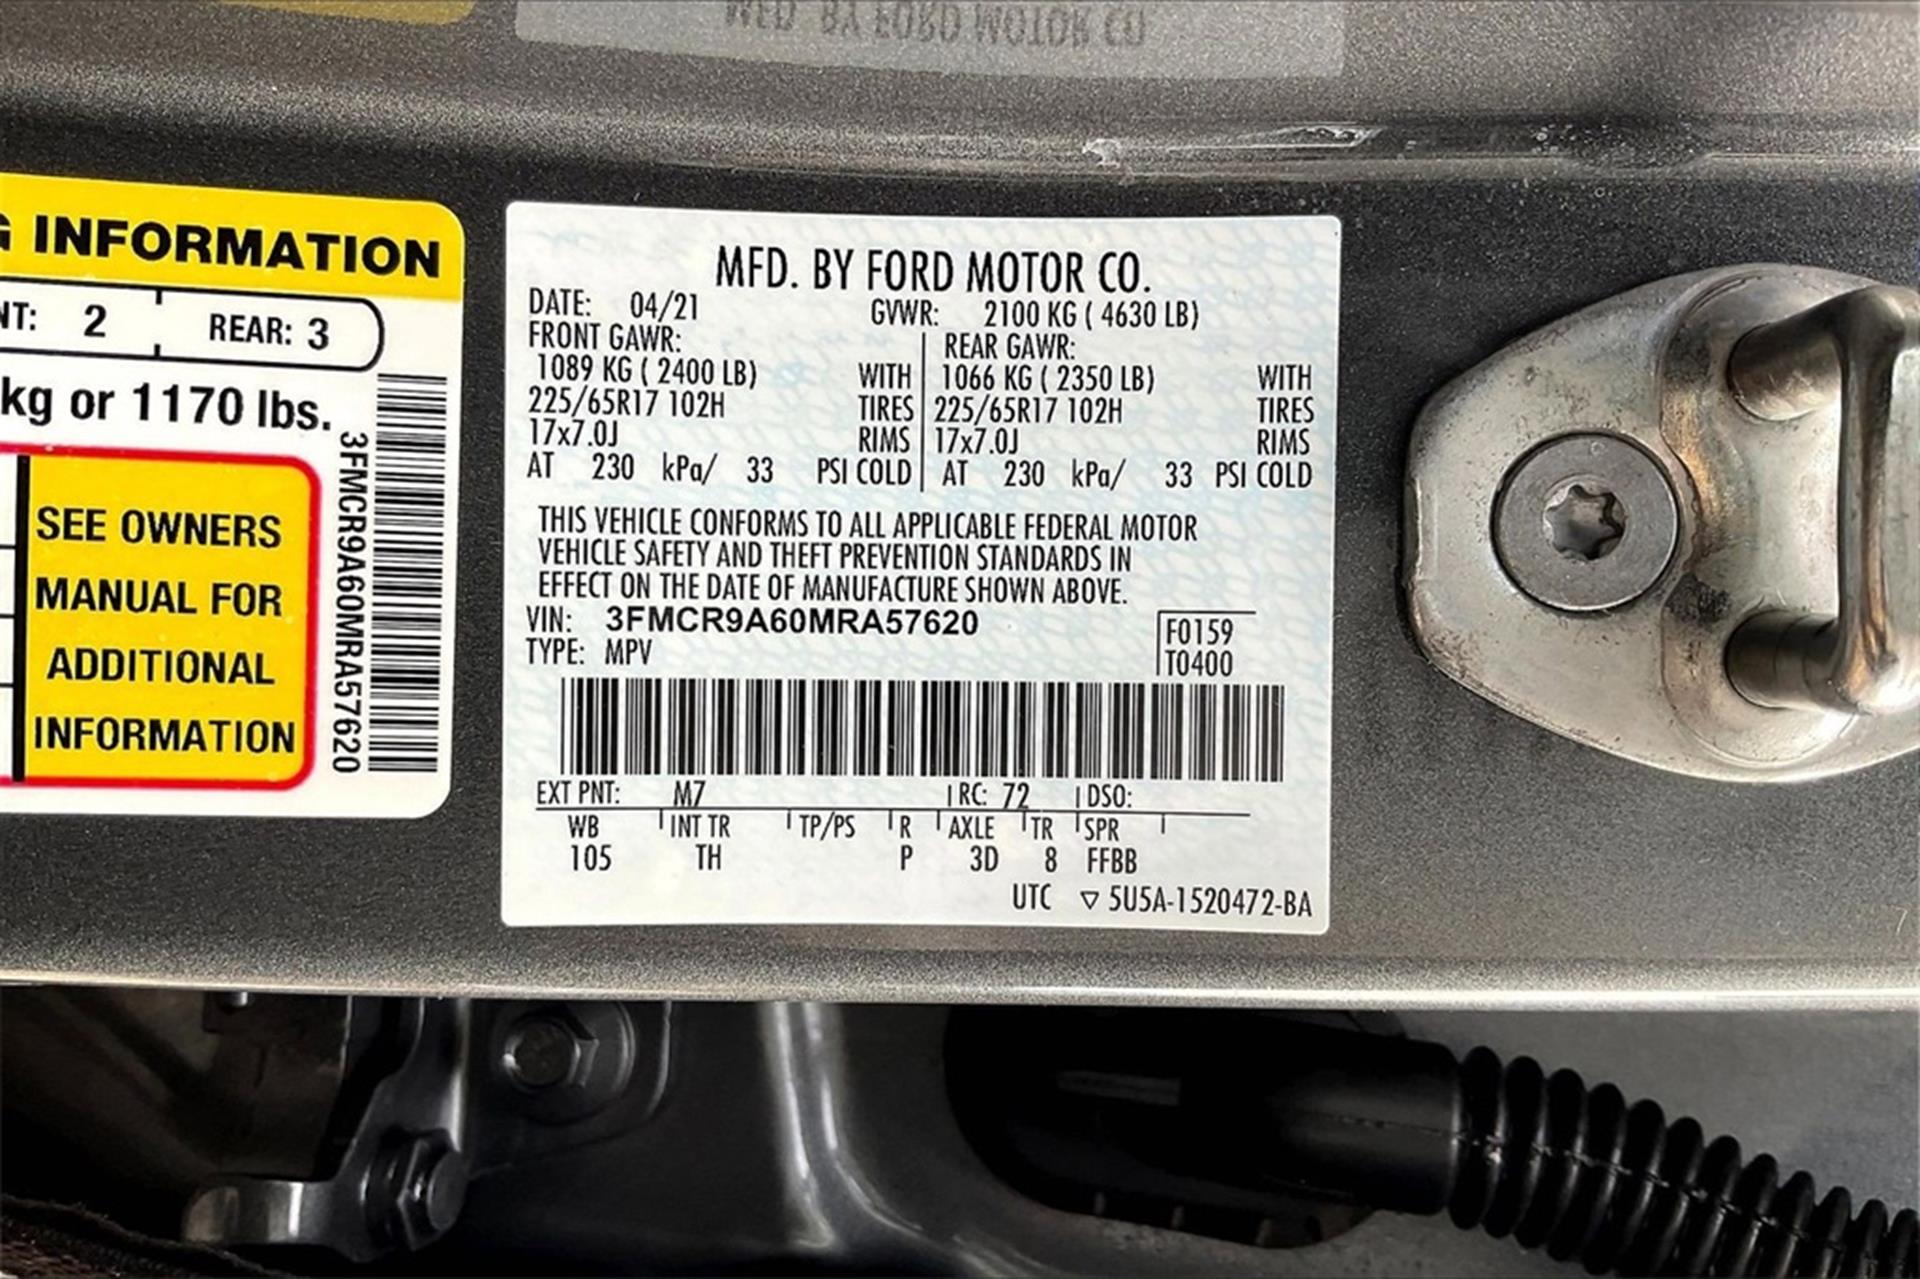 MFD. BY FORD MOTOR CO.
G INFORMATION
NT: 2 REAR: 3
kg or 1170 lbs.
SEE OWNERS
MANUAL FOR
ADDITIONAL
INFORMATION
3FMCR9A60MRA57620
MFD. BY FORD MOTOR CO.
DATE: 04/21 GVWR: 2100 KG ( 4630 LB)
FRONT GAWR: REAR GAWR:
1089 KG ( 2400 LB) WITH 1066 KG ( 2350 LB) WITH
225/65R17 102H TIRES 225/65R17 102H TIRES
17x7.0J RIMS 17x7.0J RIMS
AT 230 kPa/ 33 PSI COLD AT 230 kPa/ 33 PSI COLD
THIS VEHICLE CONFORMS TO ALL APPLICABLE FEDERAL MOTOR
VEHICLE SAFETY AND THEFT PREVENTION STANDARDS IN
EFFECT ON THE DATE OF MANUFACTURE SHOWN ABOVE.
VIN: 3FMCR9A60MRA57620 F0159
TYPE: MPV T0400
EXT PNT: M7 RC: 72 DSO:
WB INT TR TP/PS R AXLE TR SPR
105 TH P 3D 8 FFBB
UTC ▽ 5U5A-1520472-BA